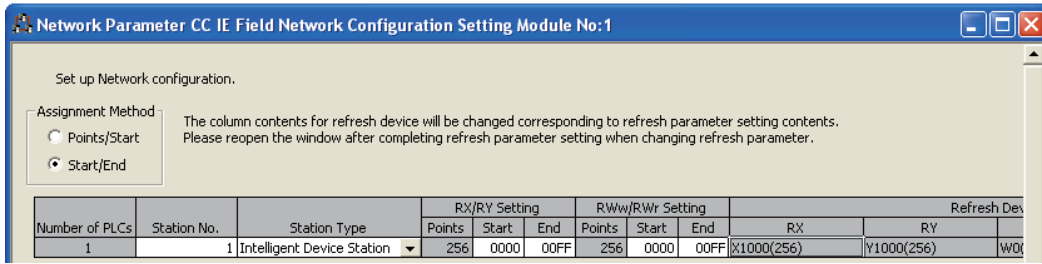 Network Parameter CC IE Field Network Configuration Setting Module No:1
Set up Network configuration.
Assignment Method
The column contents for refresh device will be changed corresponding to refresh parameter setting contents.
Points/Start
Please reopen the window after completing refresh parameter setting when changing refresh parameter.
Start/End
RX/RY Setting RWw/RWr Setting Refresh Dev
Number of PLCs Station No. Station Type Points Start End Points Start End RX RY
1 1 Intelligent Device Station 256 0000 00FF 256 0000 00FF X1000(256) Y1000(256)